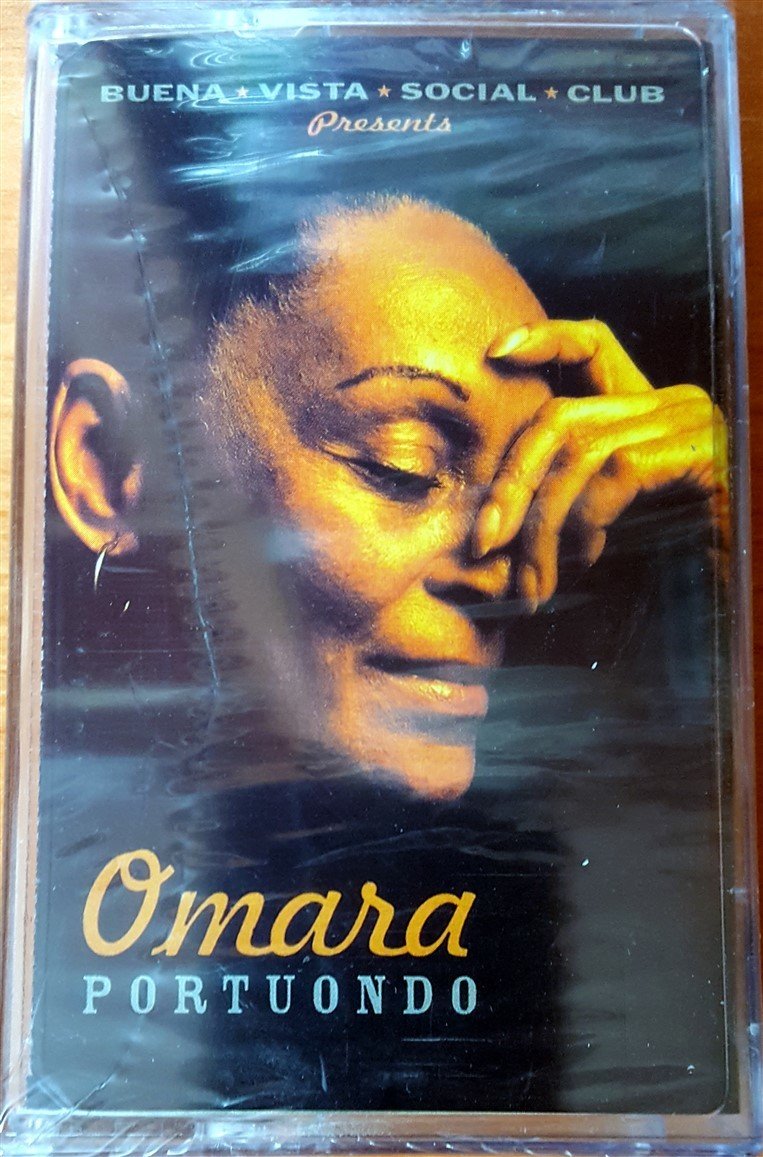 BUENA ★ VISTA ★ SOCIAL ★ CLUB
Presents
Omara
PORTUONDO